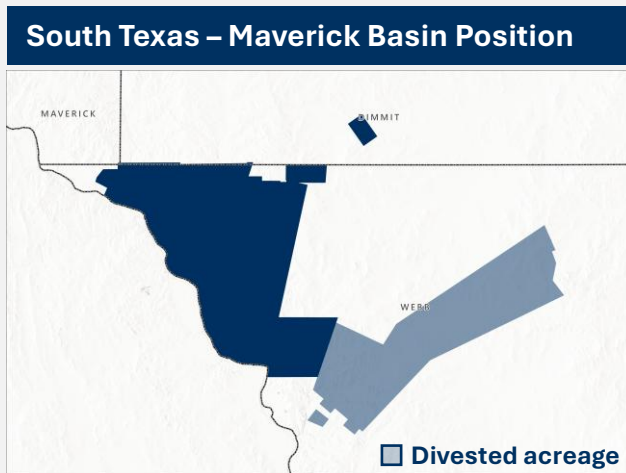 South Texas – Maverick Basin Position
MAVERICK
DIMMIT
WEBB
Divested acreage